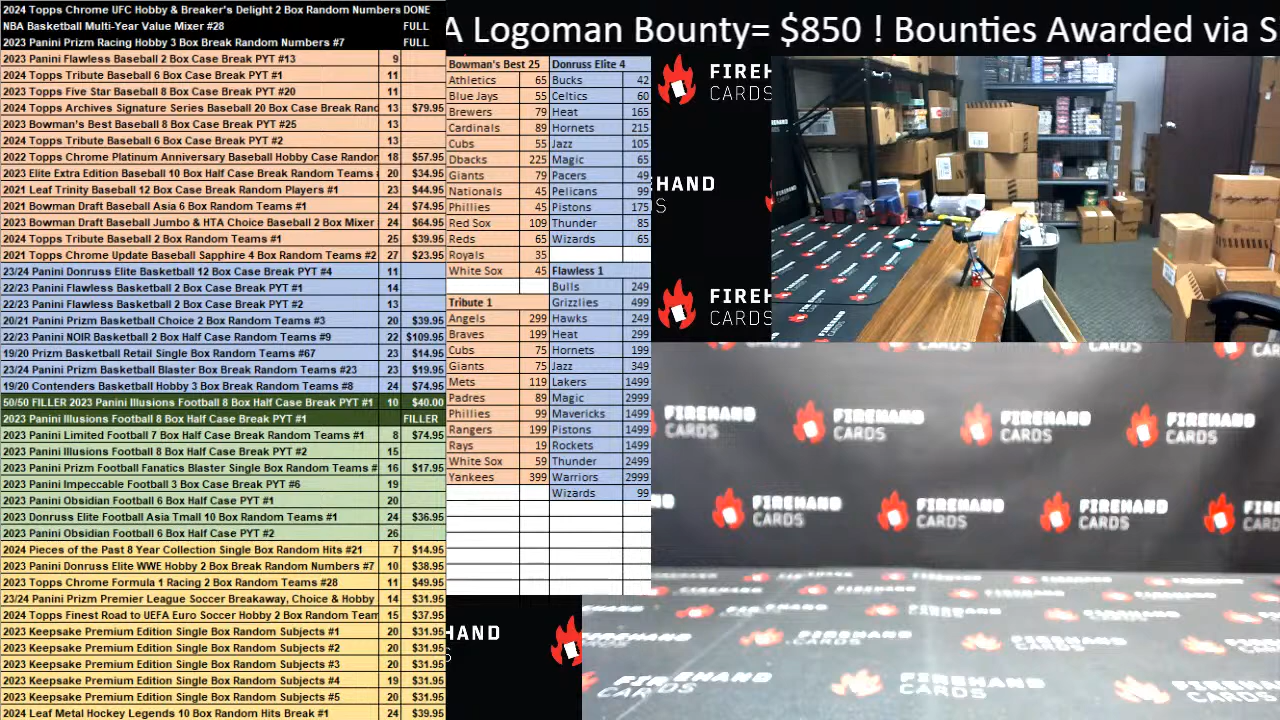 2024 Topps Chrome UFC Hobby & Breaker's Delight 2 Box Random Numbers DONE
NBA Basketball Multi-Year Value Mixer #28 FULL
2023 Panini Prizm Racing Hobby 3 Box Break Random Numbers #7 FULL
2023 Panini Flawless Baseball 2 Box Case Break PYT #13 9
2024 Topps Tribute Baseball 6 Box Case Break PYT #1 11
2023 Topps Five Star Baseball 8 Box Case Break PYT #20 11
2024 Topps Archives Signature Series Baseball 20 Box Case Break Ranc 13 $79.95
2023 Bowman's Best Baseball 8 Box Case Break PYT #25 13
2024 Topps Tribute Baseball 6 Box Case Break PYT #2 13
2022 Topps Chrome Platinum Anniversary Baseball Hobby Case Randor 18 $57.95
2023 Elite Extra Edition Baseball 10 Box Half Case Break Random Teams 20 $34.95
2021 Leaf Trinity Baseball 12 Box Case Break Random Players #1 23 $44.95
2021 Bowman Draft Baseball Asia 6 Box Random Teams #1 24 $74.95
2023 Bowman Draft Baseball Jumbo & HTA Choice Baseball 2 Box Mixer 24 $64.95
2024 Topps Tribute Baseball 2 Box Random Teams #1 25 $39.95
2021 Topps Chrome Update Baseball Sapphire 4 Box Random Teams #2 27 $23.95
23/24 Panini Donruss Elite Basketball 12 Box Case Break PYT #4 11
22/23 Panini Flawless Basketball 2 Box Case Break PYT #1 14
22/23 Panini Flawless Basketball 2 Box Case Break PYT #2 13
20/21 Panini Prizm Basketball Choice 2 Box Random Teams #3 20 $39.95
22/23 Panini NOIR Basketball 2 Box Half Case Break Random Teams #9 22 $109.95
19/20 Prizm Basketball Retail Single Box Random Teams #67 23 $14.95
23/24 Panini Prizm Basketball Blaster Box Break Random Teams #23 23 $19.95
19/20 Contenders Basketball Hobby 3 Box Break Random Teams #8 24 $74.95
50/50 FILLER 2023 Panini Illusions Football 8 Box Half Case Break PYT #1 10 $40.00
2023 Panini Illusions Football 8 Box Half Case Break PYT #1 FILLER
2023 Panini Limited Football 7 Box Half Case Break Random Teams #1 8 $74.95
2023 Panini Illusions Football 8 Box Half Case Break PYT #2 15
2023 Panini Prizm Football Fanatics Blaster Single Box Random Teams # 16 $17.95
2023 Panini Impeccable Football 3 Box Case Break PYT #6 19
2023 Panini Obsidian Football 6 Box Half Case PYT #1 20
2023 Donruss Elite Football Asia Tmall 10 Box Random Teams #1 24 $36.95
2023 Panini Obsidian Football 6 Box Half Case PYT #2 26
2024 Pieces of the Past 8 Year Collection Single Box Random Hits #21 7 $14.95
2023 Panini Donruss Elite WWE Hobby 2 Box Break Random Numbers #7 10 $38.95
2023 Topps Chrome Formula 1 Racing 2 Box Random Teams #28 11 $49.95
23/24 Panini Prizm Premier League Soccer Breakaway, Choice & Hobby 14 $31.95
2024 Topps Finest Road to UEFA Euro Soccer Hobby 2 Box Random Team 15 $37.95
2023 Keepsake Premium Edition Single Box Random Subjects #1 20 $31.95
2023 Keepsake Premium Edition Single Box Random Subjects #2 20 $31.95
2023 Keepsake Premium Edition Single Box Random Subjects #3 20 $31.95
2023 Keepsake Premium Edition Single Box Random Subjects #4 19 $31.95
2023 Keepsake Premium Edition Single Box Random Subjects #5 20 $31.95
2024 Leaf Metal Hockey Legends 10 Box Random Hits Break #1 24 $39.95
A Logoman Bounty= $850 ! Bounties Awarded via S
Bowman's Best 25
Athletics 65
Blue Jays 55
Brewers 79
Cardinals 89
Cubs 55
Dbacks 225
Giants 79
Nationals 45
Phillies 45
Red Sox 109
Reds 65
Royals 35
White Sox 45
Tribute 1
Angels 299
Braves 199
Cubs 75
Giants 75
Mets 119
Padres 89
Phillies 99
Rangers 199
Rays 19
White Sox 59
Yankees 399
Donruss Elite 4
Bucks 42
Celtics 60
Heat 165
Hornets 215
Jazz 105
Magic 65
Pacers 49
Pelicans 99
Pistons 175
Thunder 85
Wizards 65
Flawless 1
Bulls 249
Grizzlies 499
Hawks 249
Heat 299
Hornets 199
Jazz 349
Lakers 1499
Magic 2999
Mavericks 1499
Pistons 1499
Rockets 1499
Thunder 2499
Warriors 2999
Wizards 99
FIREH
CARDS
HAND
S
FIREH
CARDS
HAND
FIREHAND
CARDS
FIREHAND
CARDS
FIREHAND
CARDS
FIREHAND
CARDS
FIREHAND
CARDS
FIREHAND
CARDS